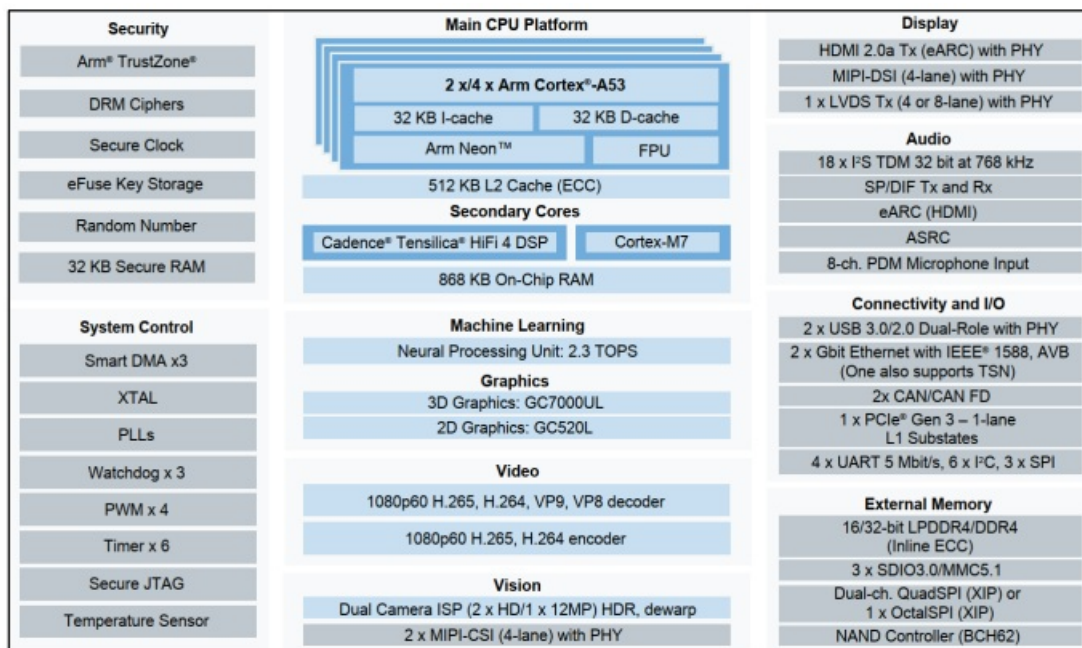 Security
Arm® TrustZone®
DRM Ciphers
Secure Clock
eFuse Key Storage
Random Number
32 KB Secure RAM
System Control
Smart DMA x3
XTAL
PLLs
Watchdog x 3
PWM x 4
Timer x 6
Secure JTAG
Temperature Sensor
Main CPU Platform
2 x/4 x Arm Cortex®-A53
32 KB I-cache
32 KB D-cache
Arm Neon™
FPU
512 KB L2 Cache (ECC)
Secondary Cores
Cadence® Tensilica® HiFi 4 DSP
Cortex-M7
868 KB On-Chip RAM
Machine Learning
Neural Processing Unit: 2.3 TOPS
Graphics
3D Graphics: GC7000UL
2D Graphics: GC520L
Video
1080p60 H.265, H.264, VP9, VP8 decoder
1080p60 H.265, H.264 encoder
Vision
Dual Camera ISP (2 x HD/1 x 12MP) HDR, dewarp
2 x MIPI-CSI (4-lane) with PHY
Display
HDMI 2.0a Tx (eARC) with PHY
MIPI-DSI (4-lane) with PHY
1 x LVDS Tx (4 or 8-lane) with PHY
Audio
18 x I²S TDM 32 bit at 768 kHz
SP/DIF Tx and Rx
eARC (HDMI)
ASRC
8-ch. PDM Microphone Input
Connectivity and I/O
2 x USB 3.0/2.0 Dual-Role with PHY
2 x Gbit Ethernet with IEEE® 1588, AVB
(One also supports TSN)
2x CAN/CAN FD
1 x PCIe® Gen 3 – 1-lane
L1 Substates
4 x UART 5 Mbit/s, 6 x I²C, 3 x SPI
External Memory
16/32-bit LPDDR4/DDR4
(Inline ECC)
3 x SDIO3.0/MMC5.1
Dual-ch. QuadSPI (XIP) or
1 x OctalSPI (XIP)
NAND Controller (BCH62)